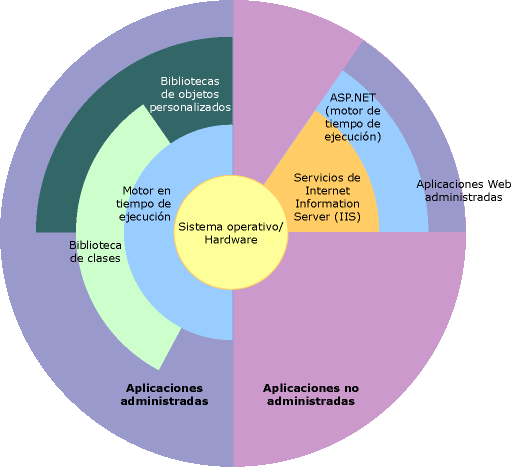 Bibliotecas
de objetos
personalizados
ASP.NET
(motor de
tiempo de
ejecución)
Motor en
tiempo de
ejecución
Servicios de
Internet
Information
Server (IIS)
Aplicaciones Web
administradas
Sistema operativo/
Hardware
Biblioteca
de clases
Aplicaciones
administradas
Aplicaciones no
administradas